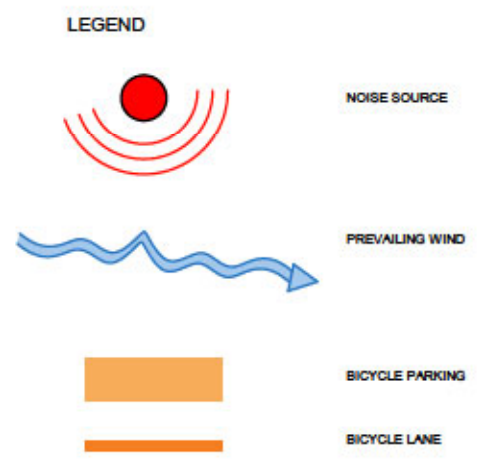 LEGEND
NOISE SOURCE
PREVAILING WIND
BICYCLE PARKING
BICYCLE LANE